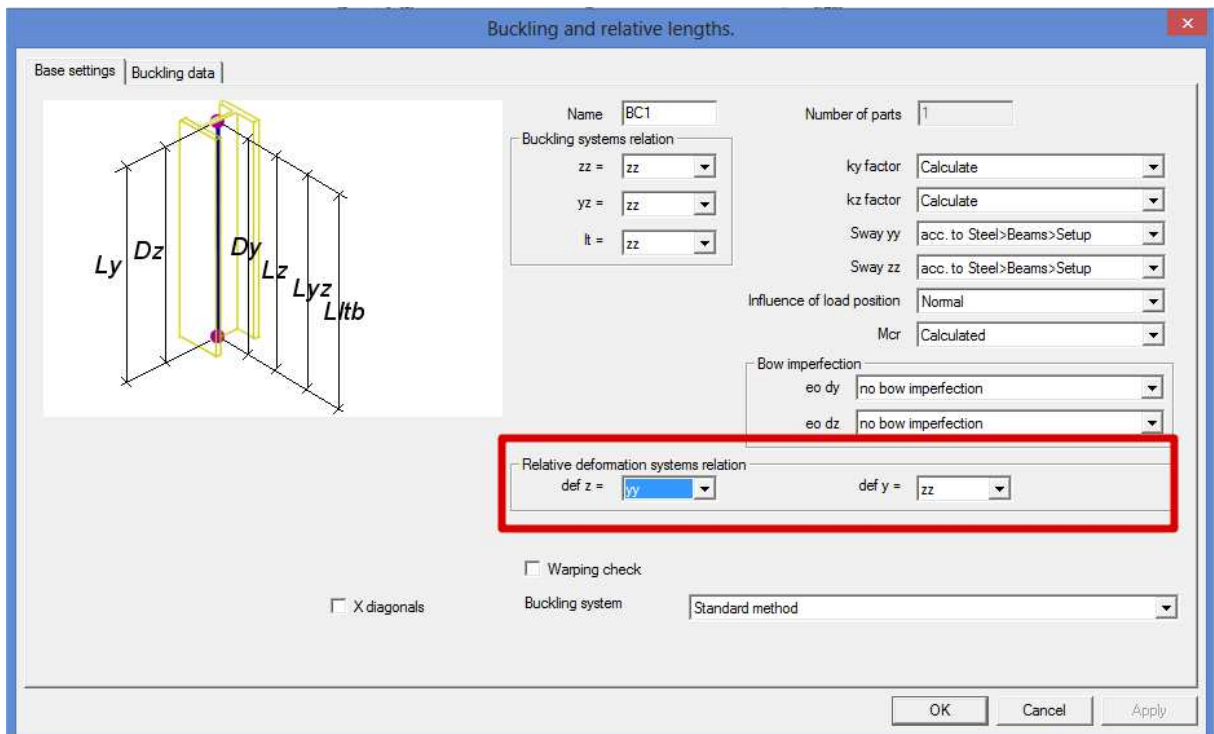 Buckling and relative lengths.
Base settings
Buckling data
Name BC1
Number of parts 1
Buckling systems relation
zz = zz
yz = zz
lt = zz
ky factor Calculate
kz factor Calculate
Sway yy acc. to Steel>Beams>Setup
Sway zz acc. to Steel>Beams>Setup
Influence of load position Normal
Mcr Calculated
Bow imperfection
eo dy no bow imperfection
eo dz no bow imperfection
Ly
Dz
Dy
Lz
Lyz
Lltb
Relative deformation systems relation
def z = yy
def y = zz
Warping check
X diagonals
Buckling system Standard method
OK
Cancel
Apply